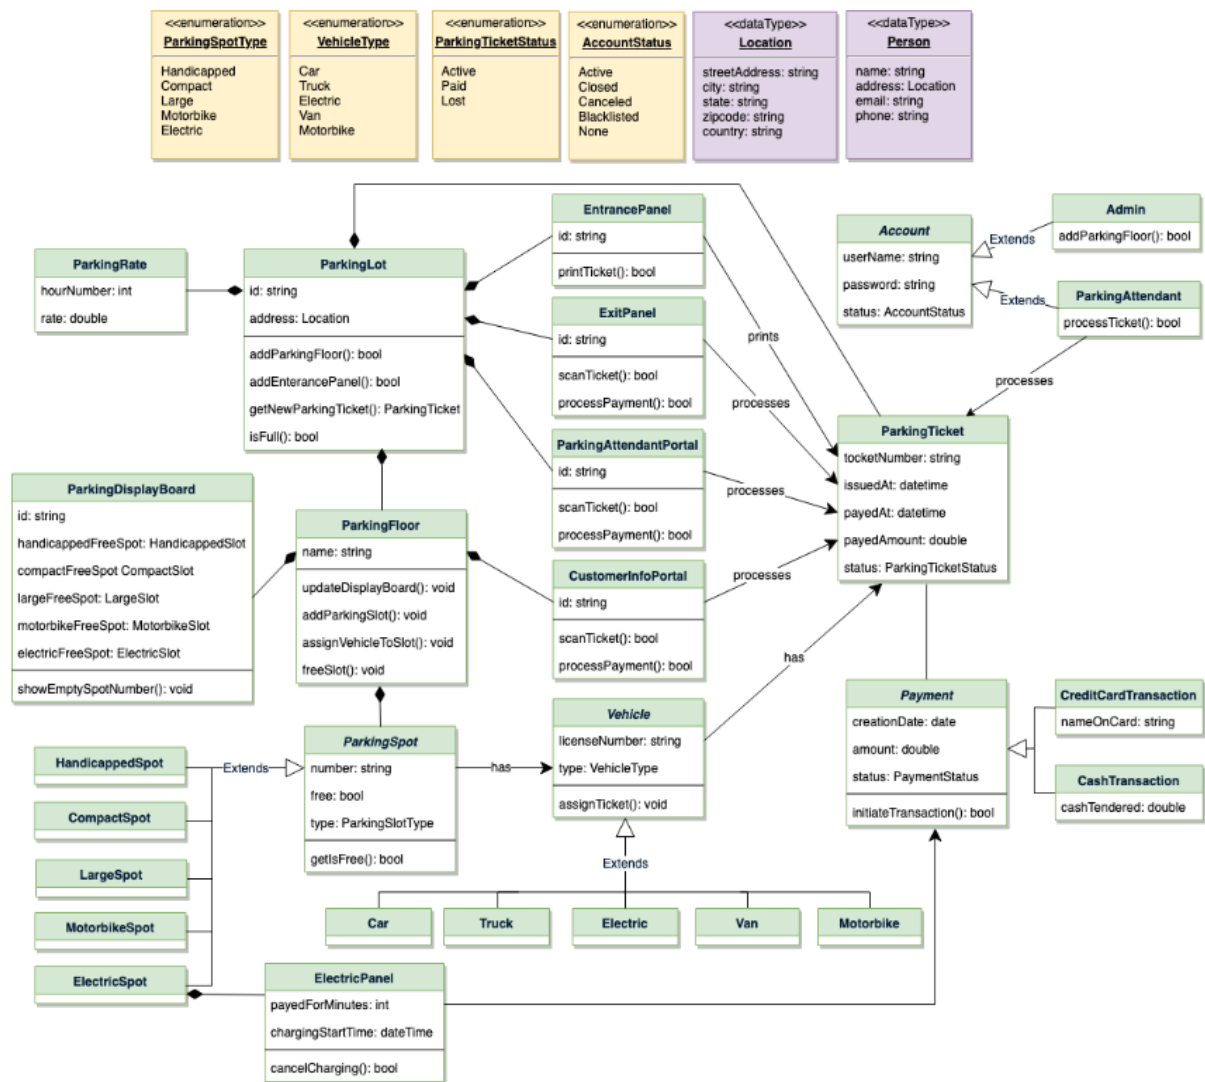 <<enumeration>>
ParkingSpotType
Handicapped
Compact
Large
Motorbike
Electric
<<enumeration>>
VehicleType
Car
Truck
Electric
Van
Motorbike
<<enumeration>>
ParkingTicketStatus
Active
Paid
Lost
<<enumeration>>
AccountStatus
Active
Closed
Canceled
Blacklisted
None
<<dataType>>
Location
streetAddress: string
city: string
state: string
zipcode: string
country: string
<<dataType>>
Person
name: string
address: Location
email: string
phone: string
ParkingRate
hourNumber: int
rate: double
ParkingLot
id: string
address: Location
addParkingFloor(): bool
addEnterancePanel(): bool
getNewParkingTicket(): ParkingTicket
isFull(): bool
EntrancePanel
id: string
printTicket(): bool
ExitPanel
id: string
scanTicket(): bool
processPayment(): bool
prints
processes
Account
userName: string
password: string
status: AccountStatus
Extends
Extends
Admin
addParkingFloor(): bool
ParkingAttendant
processTicket(): bool
processes
ParkingDisplayBoard
id: string
handicappedFreeSpot: HandicappedSlot
compactFreeSpot CompactSlot
largeFreeSpot: LargeSlot
motorbikeFreeSpot: MotorbikeSlot
electricFreeSpot: ElectricSlot
showEmptySpotNumber(): void
ParkingFloor
name: string
updateDisplayBoard(): void
addParkingSlot(): void
assignVehicleToSlot(): void
freeSlot(): void
ParkingAttendantPortal
id: string
scanTicket(): bool
processPayment(): bool
processes
CustomerInfoPortal
id: string
scanTicket(): bool
processPayment(): bool
processes
ParkingTicket
tocketNumber: string
issuedAt: datetime
payedAt: datetime
payedAmount: double
status: ParkingTicketStatus
has
HandicappedSpot
CompactSpot
LargeSpot
MotorbikeSpot
ElectricSpot
Extends
ParkingSpot
number: string
free: bool
type: ParkingSlotType
getIsFree(): bool
has
Vehicle
licenseNumber: string
type: VehicleType
assignTicket(): void
Extends
Car
Truck
Electric
Van
Motorbike
Payment
creationDate: date
amount: double
status: PaymentStatus
initiateTransaction(): bool
CreditCardTransaction
nameOnCard: string
CashTransaction
cashTendered: double
ElectricPanel
payedForMinutes: int
chargingStartTime: dateTime
cancelCharging(): bool